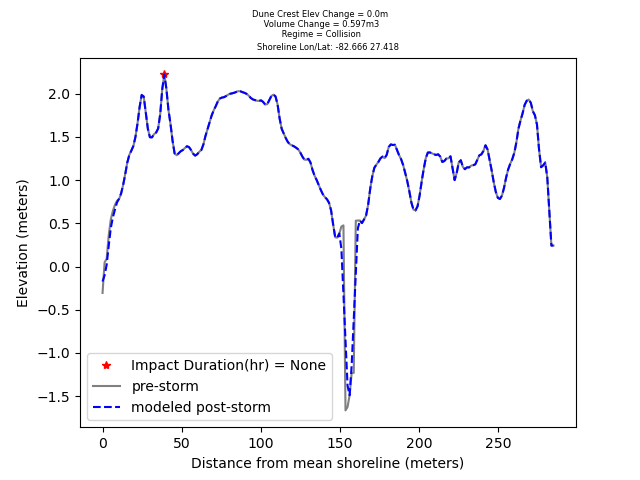 Dune Crest Elev Change = 0.0m
Volume Change = 0.597m3
Regime = Collision
Shoreline Lon/Lat: -82.666 27.418
Elevation (meters)
2.0
1.5
1.0
0.5
0.0
−0.5
−1.0
−1.5
Impact Duration(hr) = None
pre-storm
modeled post-storm
0 50 100 150 200 250
Distance from mean shoreline (meters)